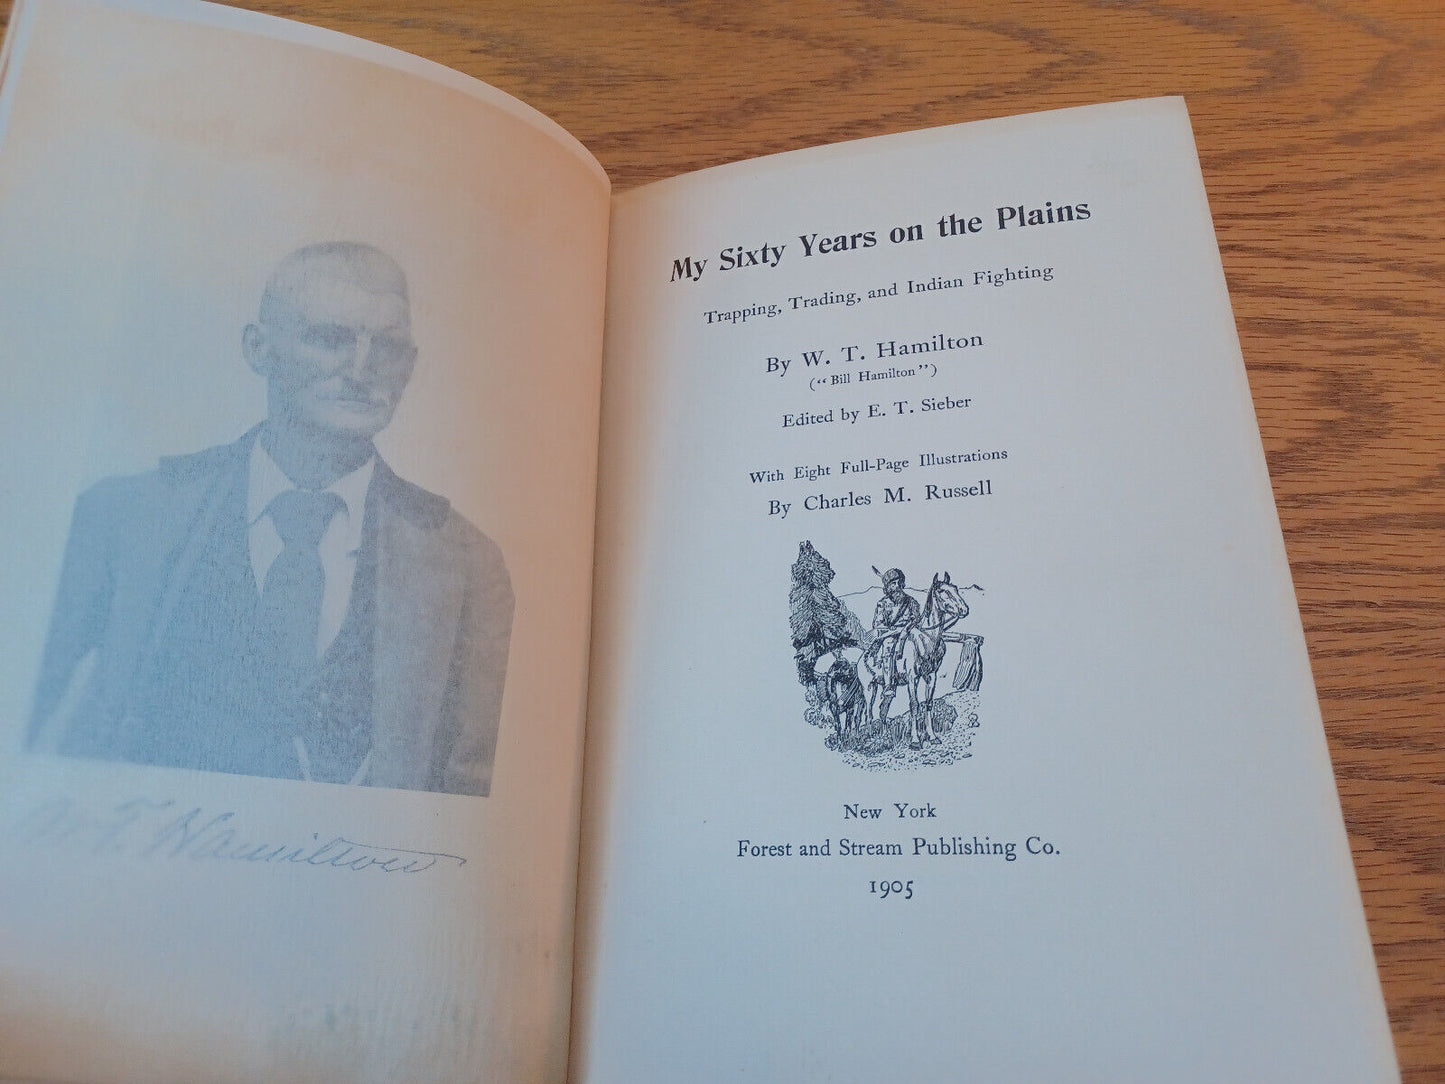 W. T. Hamilton
My Sixty Years on the Plains
Trapping, Trading, and Indian Fighting
By W. T. Hamilton
(“Bill Hamilton”)
Edited by E. T. Sieber
With Eight Full-Page Illustrations
By Charles M. Russell
New York
Forest and Stream Publishing Co.
1905